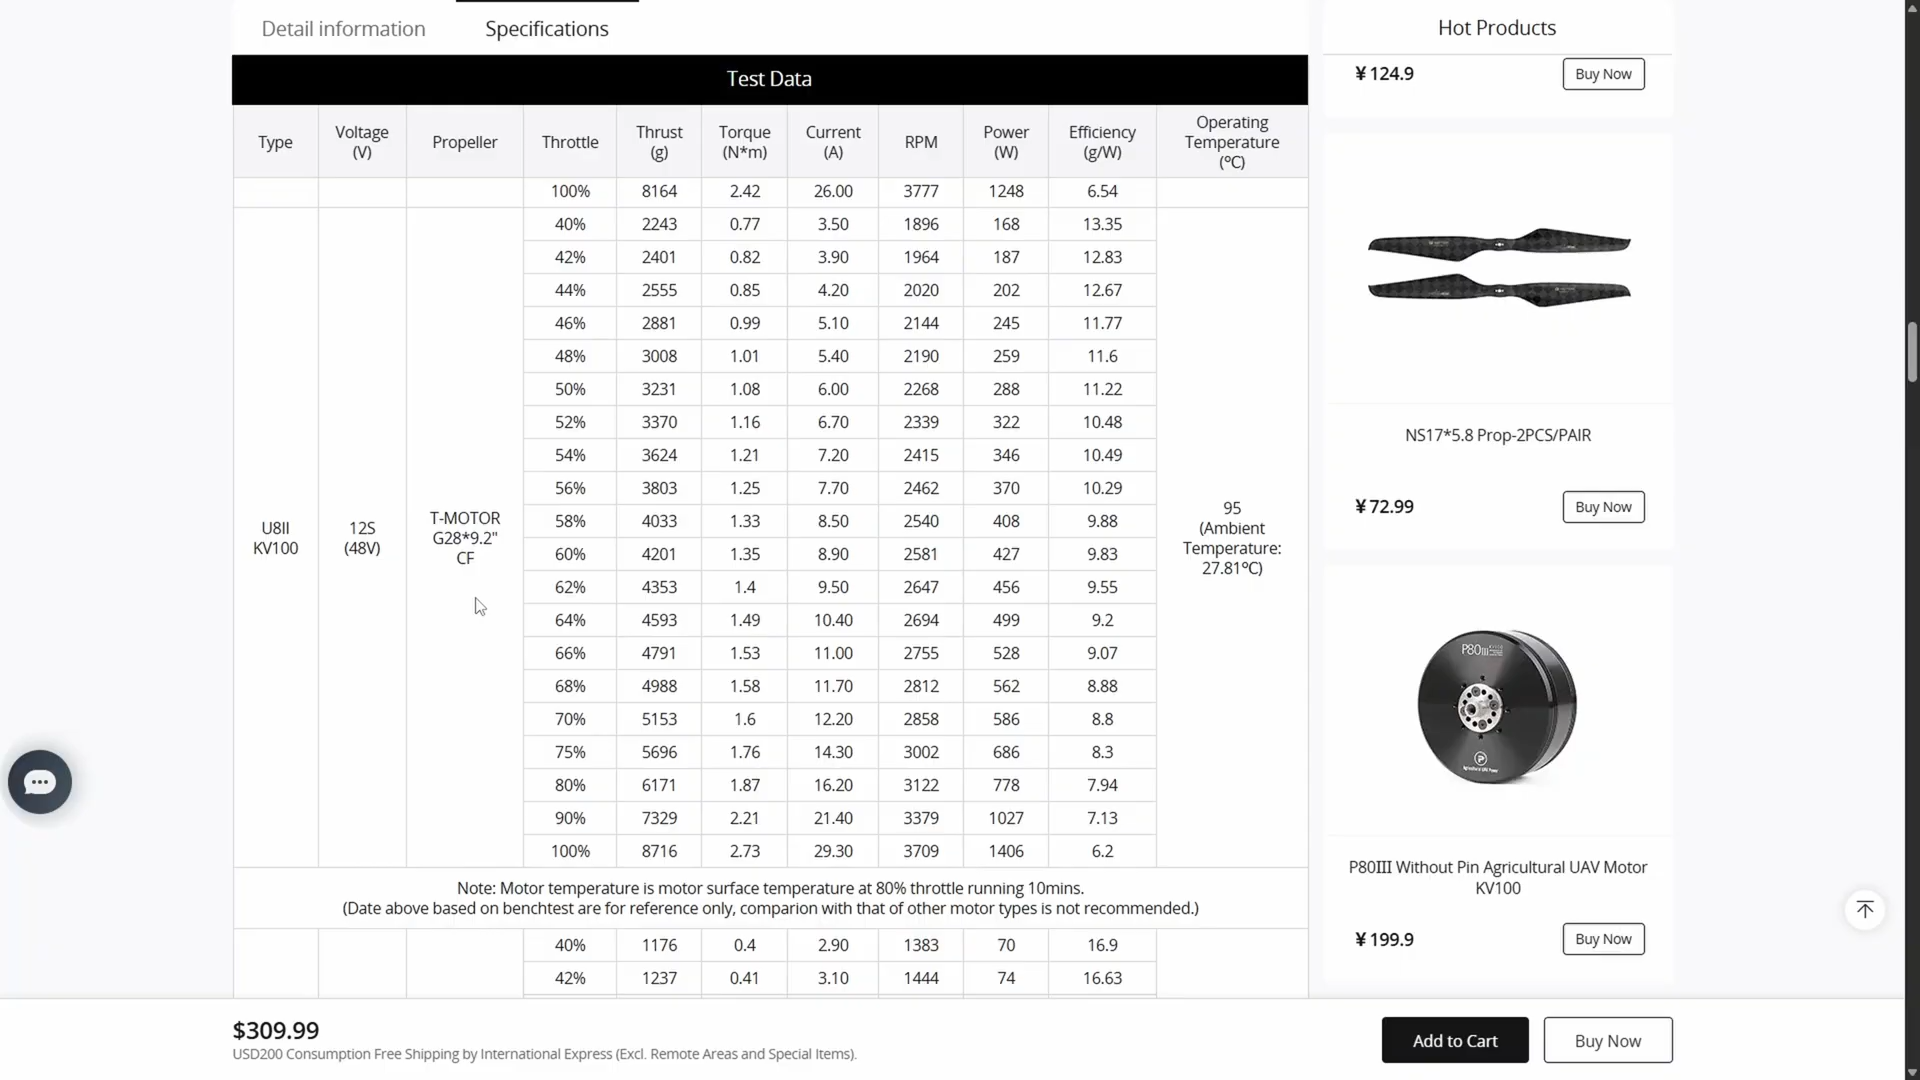 Detail information
Specifications
Hot Products
Test Data
Type
Voltage
(V)
Propeller
Throttle
Thrust
(g)
Torque
(N*m)
Current
(A)
RPM
Power
(W)
Efficiency
(g/W)
Operating
Temperature
(℃)
100% 8164 2.42 26.00 3777 1248 6.54
40% 2243 0.77 3.50 1896 168 13.35
42% 2401 0.82 3.90 1964 187 12.83
44% 2555 0.85 4.20 2020 202 12.67
46% 2881 0.99 5.10 2144 245 11.77
48% 3008 1.01 5.40 2190 259 11.6
50% 3231 1.08 6.00 2268 288 11.22
52% 3370 1.16 6.70 2339 322 10.48
54% 3624 1.21 7.20 2415 346 10.49
56% 3803 1.25 7.70 2462 370 10.29
58% 4033 1.33 8.50 2540 408 9.88
60% 4201 1.35 8.90 2581 427 9.83
62% 4353 1.4 9.50 2647 456 9.55
64% 4593 1.49 10.40 2694 499 9.2
66% 4791 1.53 11.00 2755 528 9.07
68% 4988 1.58 11.70 2812 562 8.88
70% 5153 1.6 12.20 2858 586 8.8
75% 5696 1.76 14.30 3002 686 8.3
80% 6171 1.87 16.20 3122 778 7.94
90% 7329 2.21 21.40 3379 1027 7.13
100% 8716 2.73 29.30 3709 1406 6.2
U8II
KV100
12S
(48V)
T-MOTOR
G28*9.2"
CF
95
(Ambient
Temperature:
27.81℃)
Note: Motor temperature is motor surface temperature at 80% throttle running 10mins.
(Date above based on benchtest are for reference only, comparion with that of other motor types is not recommended.)
40% 1176 0.4 2.90 1383 70 16.9
42% 1237 0.41 3.10 1444 74 16.63
¥ 124.9
Buy Now
NS17*5.8 Prop-2PCS/PAIR
¥ 72.99
Buy Now
P80III
P80III Without Pin Agricultural UAV Motor
KV100
¥ 199.9
Buy Now
$309.99
USD200 Consumption Free Shipping by International Express (Excl. Remote Areas and Special Items).
Add to Cart
Buy Now